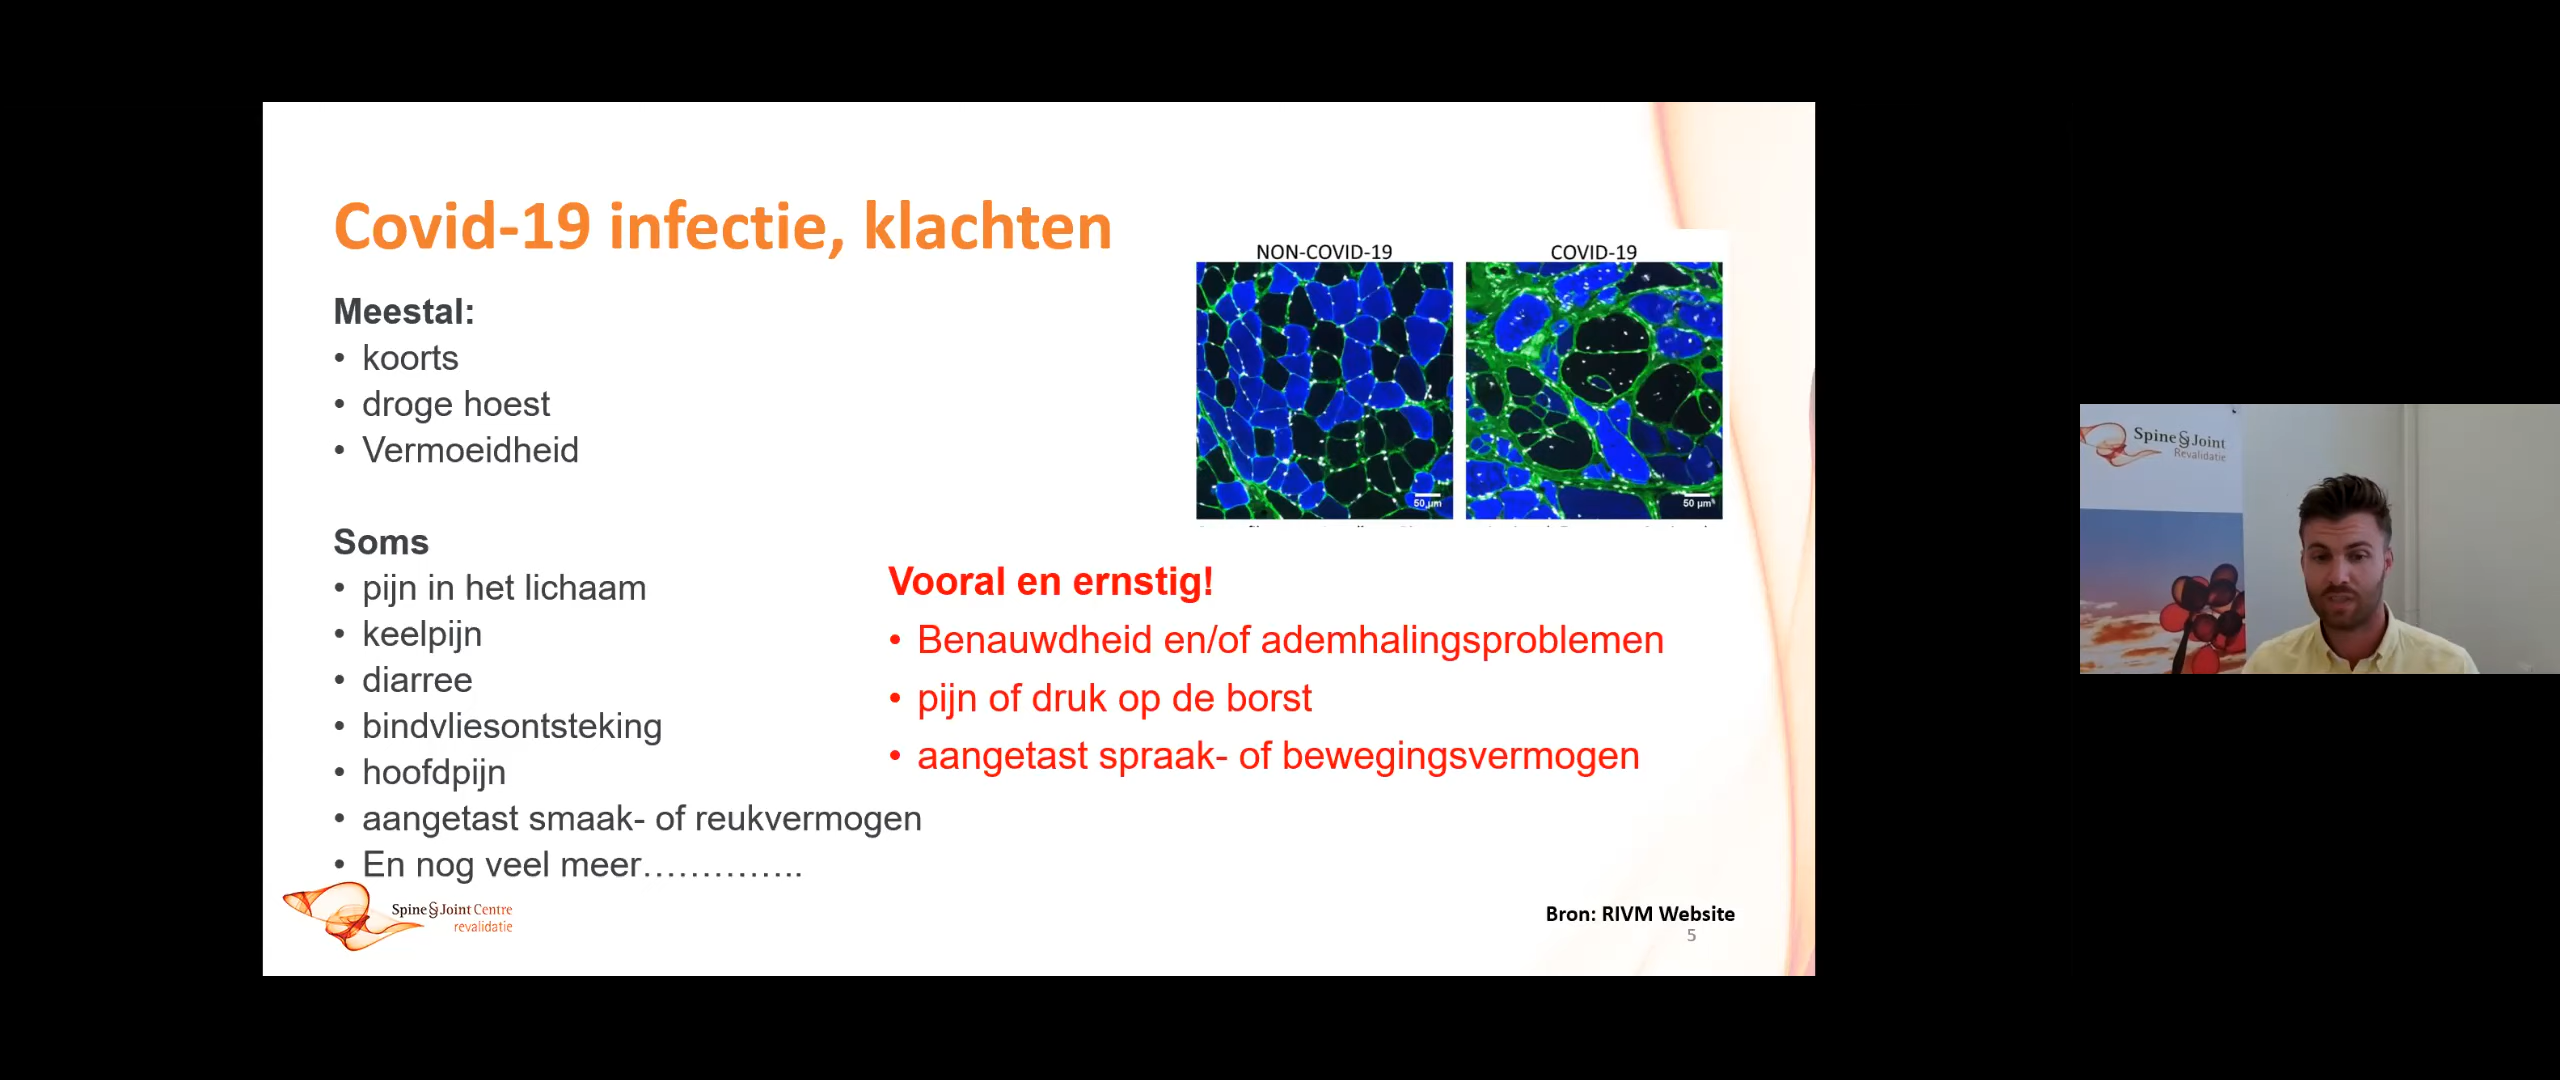 Covid-19 infectie, klachten
NON-COVID-19
COVID-19
50 µm
50 µm
Meestal:
• koorts
• droge hoest
• Vermoeidheid
Soms
• pijn in het lichaam
• keelpijn
• diarree
• bindvliesontsteking
• hoofdpijn
• aangetast smaak- of reukvermogen
• En nog veel meer…………..
Vooral en ernstig!
• Benauwdheid en/of ademhalingsproblemen
• pijn of druk op de borst
• aangetast spraak- of bewegingsvermogen
Spine & Joint Centre
revalidatie
Bron: RIVM Website
5
Spine & Joint
Revalidatie